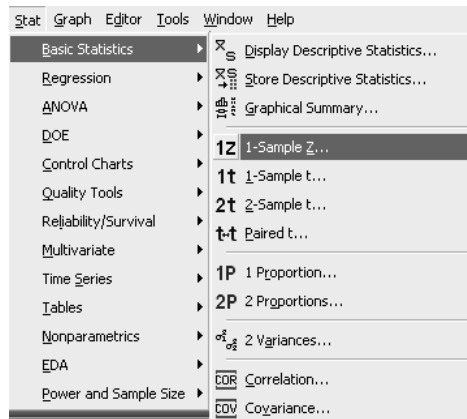 Stat Graph Editor Tools Window Help
Basic Statistics
Regression
ANOVA
DOE
Control Charts
Quality Tools
Reliability/Survival
Multivariate
Time Series
Tables
Nonparametrics
EDA
Power and Sample Size
x̄ s Display Descriptive Statistics...
x̄ s Store Descriptive Statistics...
Graphical Summary...
1Z 1-Sample Z...
1t 1-Sample t...
2t 2-Sample t...
t-t Paired t...
1P 1 Proportion...
2P 2 Proportions...
σ²₁ σ²₂ 2 Variances...
COR Correlation...
COV Covariance...